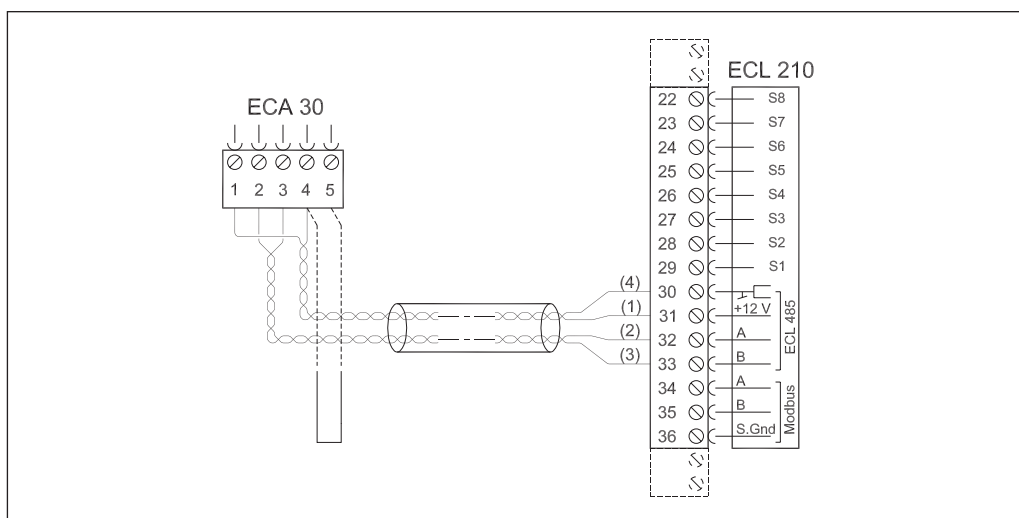 ECA 30
1 2 3 4 5
ECL 210
22 S8
23 S7
24 S6
25 S5
26 S4
27 S3
28 S2
29 S1
(4) 30
(1) 31 +12 V
(2) 32 A
(3) 33 B
ECL 485
34 A
35 B
36 S.Gnd
Modbus